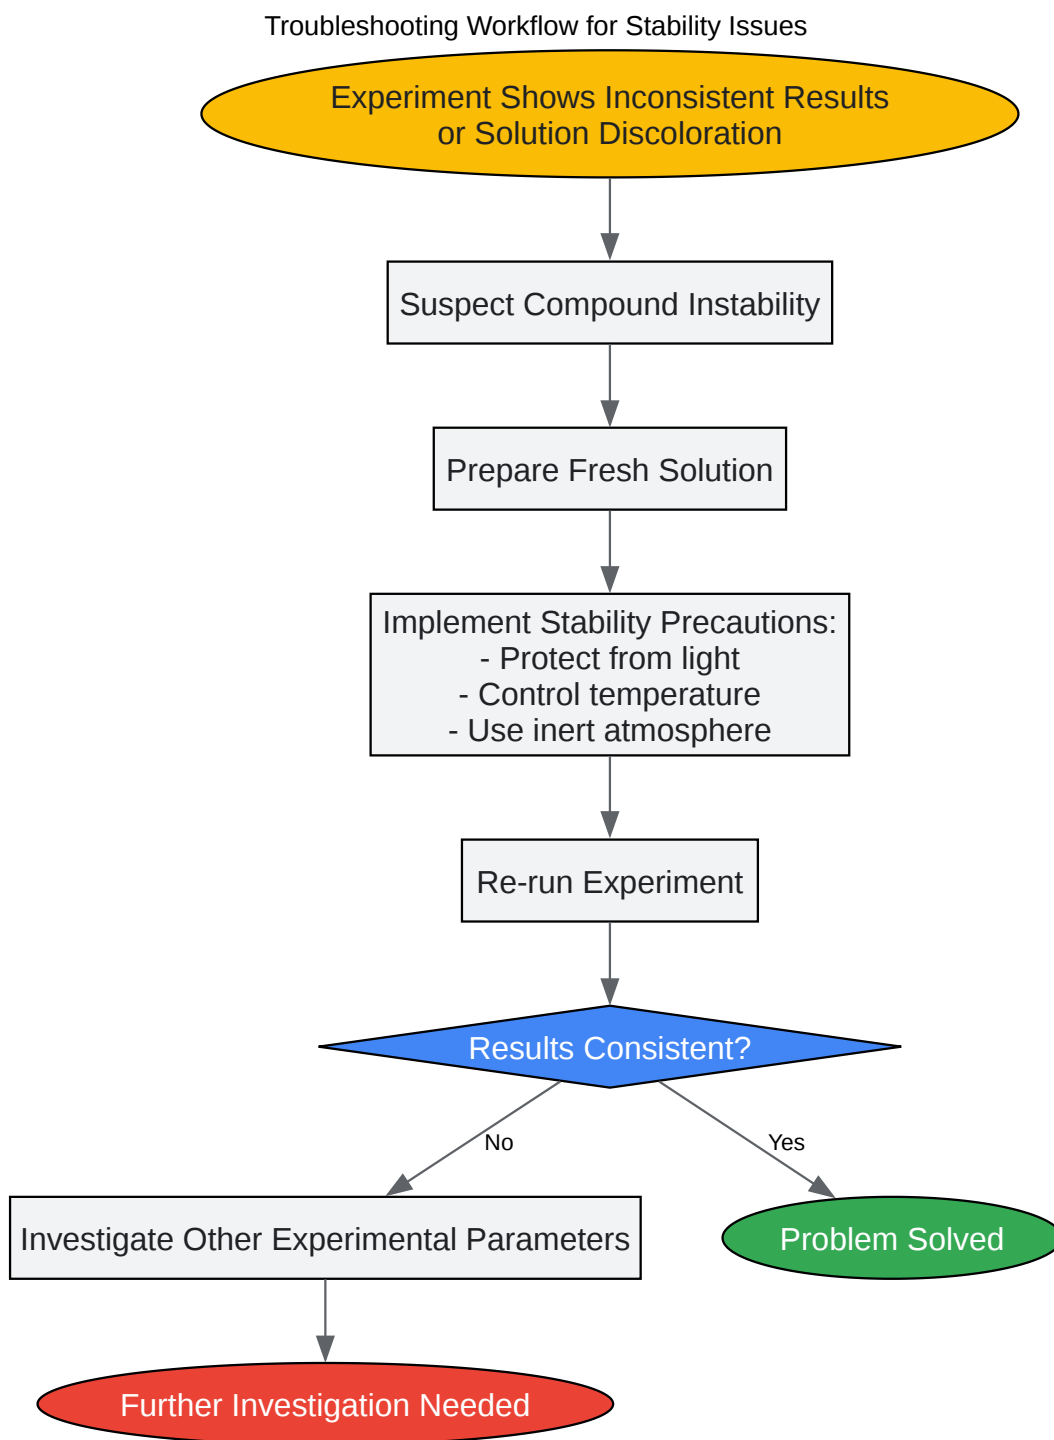 Troubleshooting Workflow for Stability Issues
Experiment Shows Inconsistent Results
or Solution Discoloration
Suspect Compound Instability
Prepare Fresh Solution
Implement Stability Precautions:
- Protect from light
- Control temperature
- Use inert atmosphere
Re-run Experiment
Results Consistent?
No
Yes
Investigate Other Experimental Parameters
Problem Solved
Further Investigation Needed